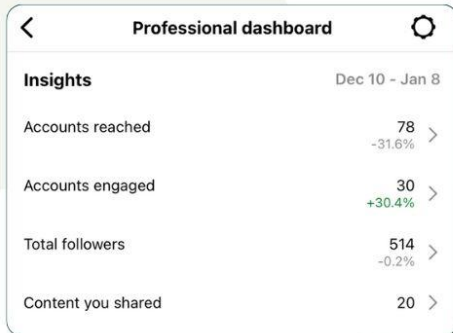 Professional dashboard
Insights Dec 10 - Jan 8
Accounts reached 78
-31.6%
Accounts engaged 30
+30.4%
Total followers 514
-0.2%
Content you shared 20